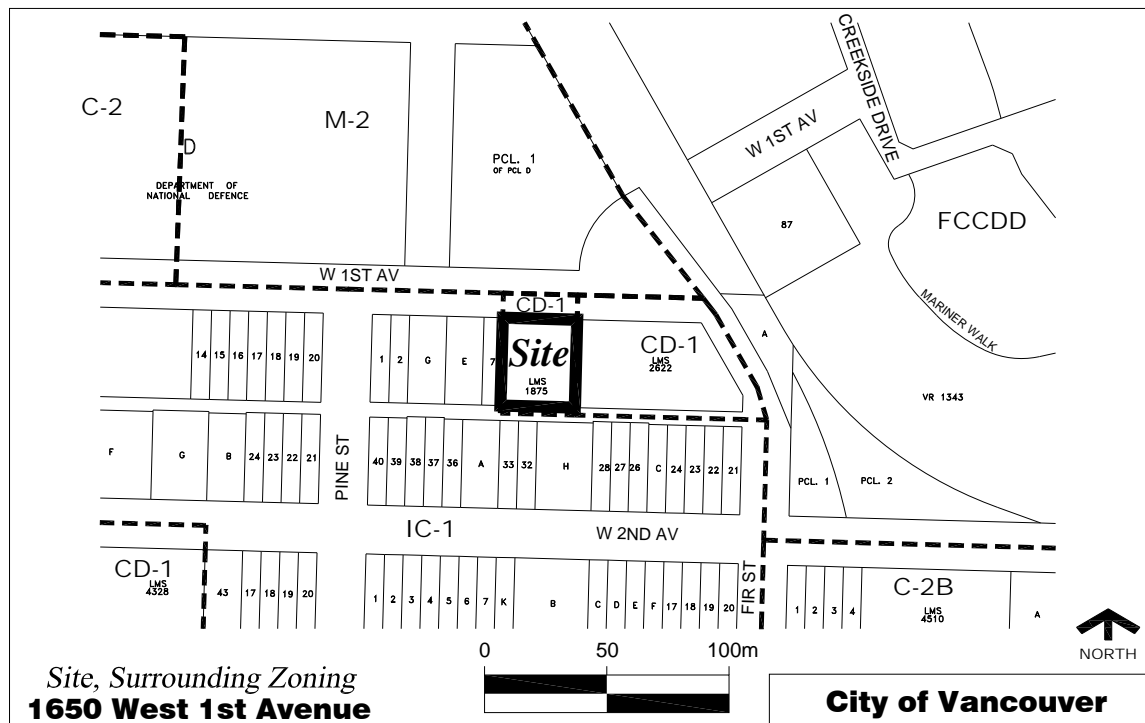 C-2
M-2
D
DEPARTMENT OF
NATIONAL DEFENCE
PCL. 1
OF PCL D
W 1ST AV
CREEKSIDE DRIVE
W 1ST AV
87
FCCDD
MARINER WALK
VR 1343
CD-1
Site
LMS
1875
CD-1
LMS
2622
A
14 15 16 17 18 19 20
1 2 G E 7
F G B 24 23 22 21
PINE ST
40 39 38 37 36 A 33 32 H 28 27 26 C 24 23 22 21
PCL. 1
PCL. 2
IC-1
W 2ND AV
FIR ST
CD-1
LMS
4328
43 17 18 19 20
1 2 3 4 5 6 7 K B C D E F 17 18 19 20
1 2 3 4
C-2B
LMS
4510
A
NORTH
0 50 100m
Site, Surrounding Zoning
1650 West 1st Avenue
City of Vancouver